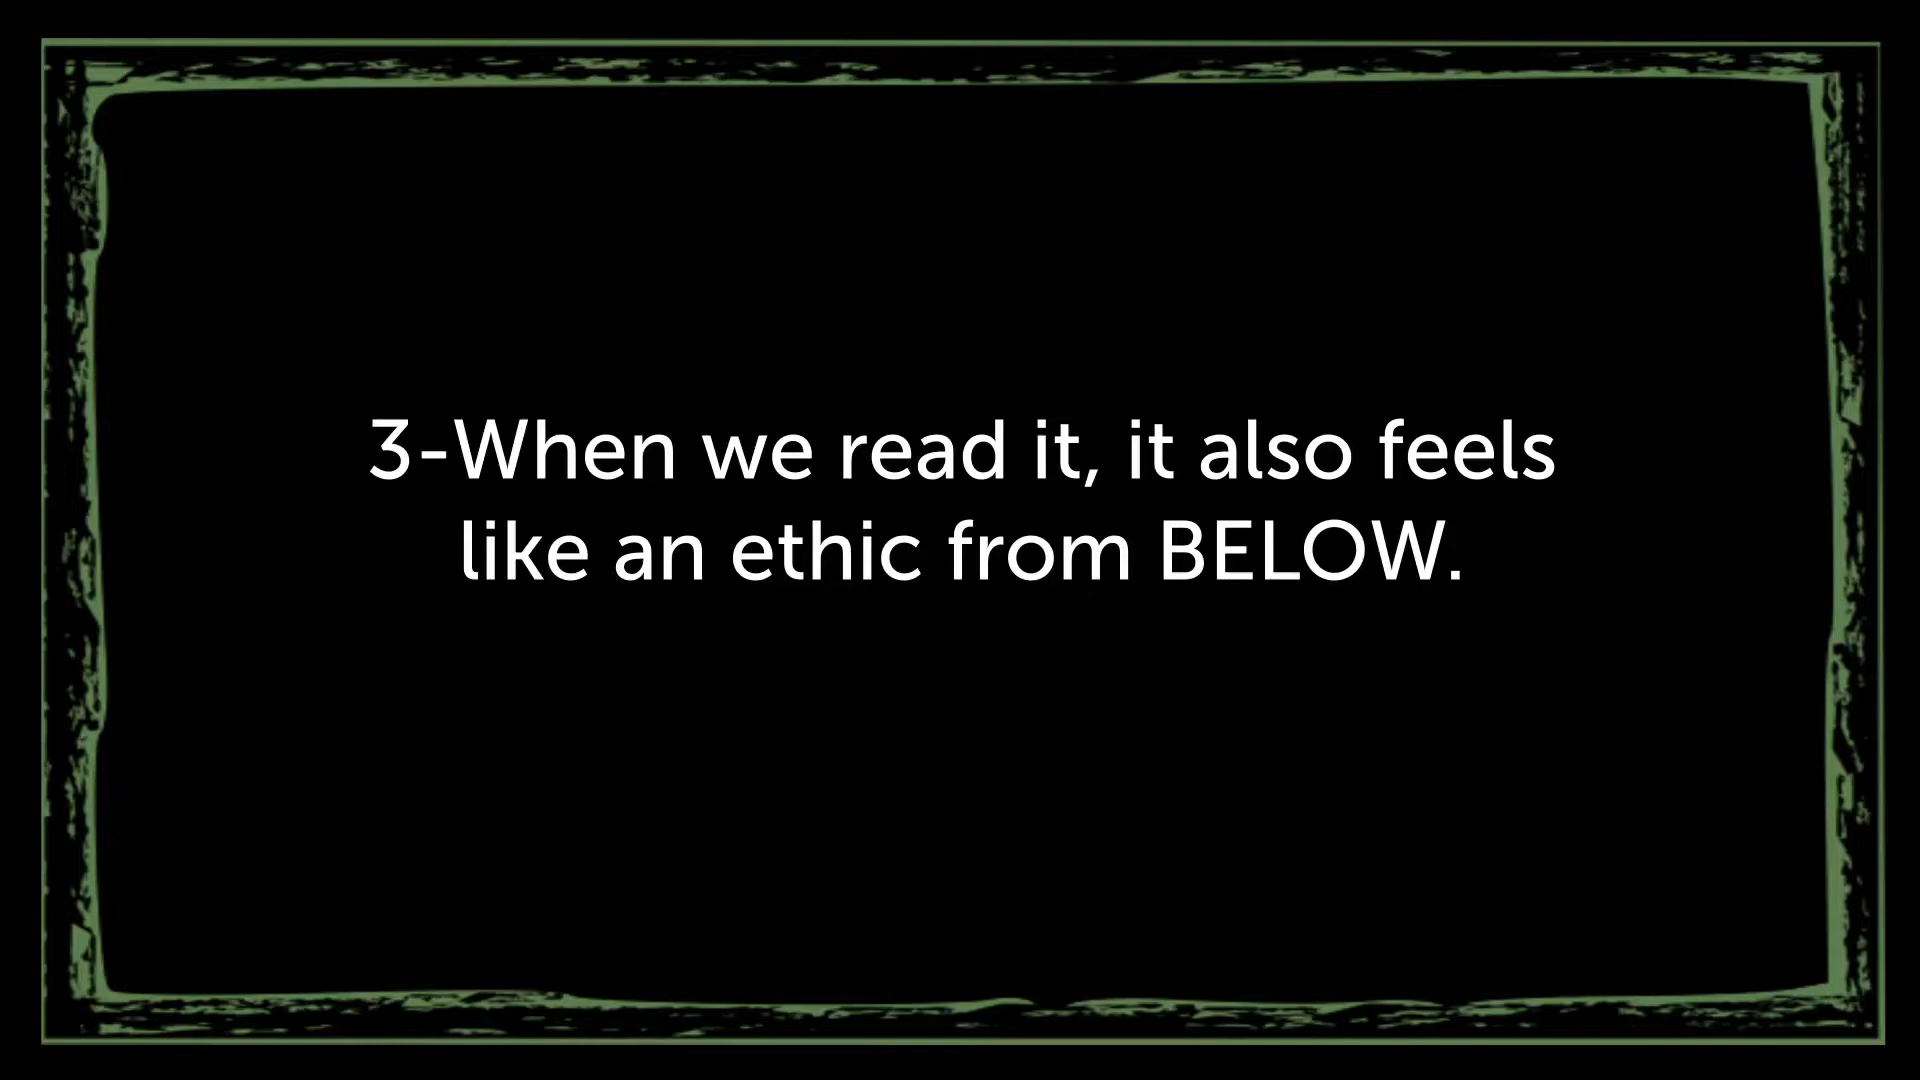 3-When we read it, it also feels
like an ethic from BELOW.